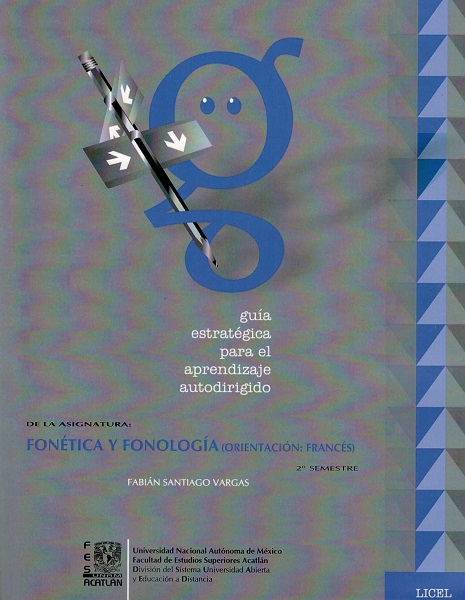 g
guía
estratégica
para el
aprendizaje
autodirigido
DE LA ASIGNATURA:
FONÉTICA Y FONOLOGÍA (ORIENTACIÓN: FRANCÉS)
2º SEMESTRE
FABIÁN SANTIAGO VARGAS
FES
UNAM
ACATLÁN
Universidad Nacional Autónoma de México
Facultad de Estudios Superiores Acatlán
División del Sistema Universidad Abierta
y Educación a Distancia
LICEL